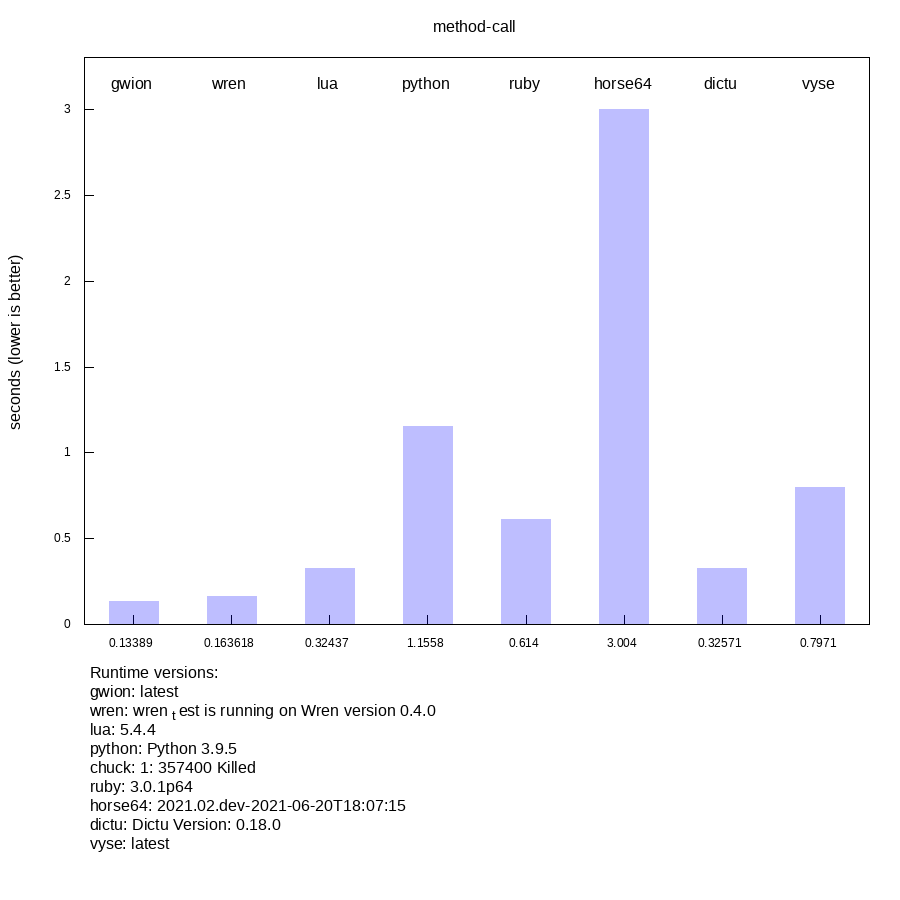 method-call
gwion wren lua python ruby horse64 dictu vyse
seconds (lower is better)
3
2.5
2
1.5
1
0.5
0
0.13389 0.163618 0.32437 1.1558 0.614 3.004 0.32571 0.7971
Runtime versions:
gwion: latest
wren: wren t est is running on Wren version 0.4.0
lua: 5.4.4
python: Python 3.9.5
chuck: 1: 357400 Killed
ruby: 3.0.1p64
horse64: 2021.02.dev-2021-06-20T18:07:15
dictu: Dictu Version: 0.18.0
vyse: latest